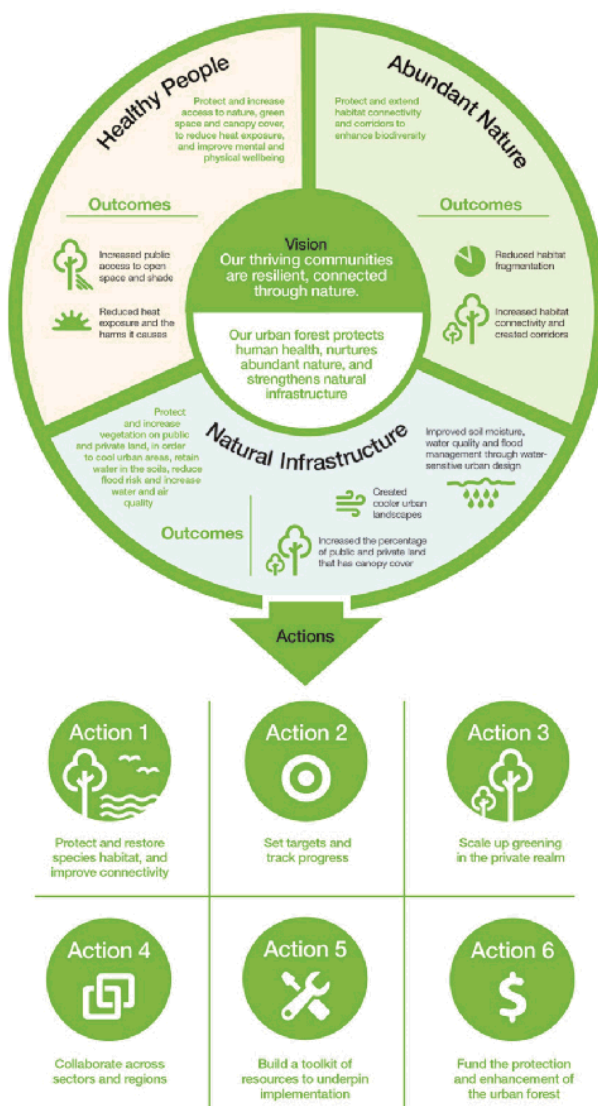 Healthy People
Protect and increase
access to nature, green
space and canopy cover,
to reduce heat exposure,
and improve mental and
physical wellbeing
Outcomes
Increased public
access to open
space and shade
Reduced heat
exposure and the
harms it causes
Abundant Nature
Protect and extend
habitat connectivity
and corridors to
enhance biodiversity
Outcomes
Reduced habitat
fragmentation
Increased habitat
connectivity and
created corridors
Vision
Our thriving communities
are resilient, connected
through nature.
Our urban forest protects
human health, nurtures
abundant nature, and
strengthens natural
infrastructure
Natural Infrastructure
Protect
and increase
vegetation on public
and private land, in order
to cool urban areas, retain
water in the soils, reduce
flood risk and increase
water and air
quality
Outcomes
Created
cooler urban
landscapes
Increased the percentage
of public and private land
that has canopy cover
Improved soil moisture,
water quality and flood
management through water-
sensitive urban design
Actions
Action 1
Protect and restore
species habitat, and
improve connectivity
Action 2
Set targets and
track progress
Action 3
Scale up greening
in the private realm
Action 4
Collaborate across
sectors and regions
Action 5
Build a toolkit of
resources to underpin
implementation
Action 6
$
Fund the protection
and enhancement of
the urban forest